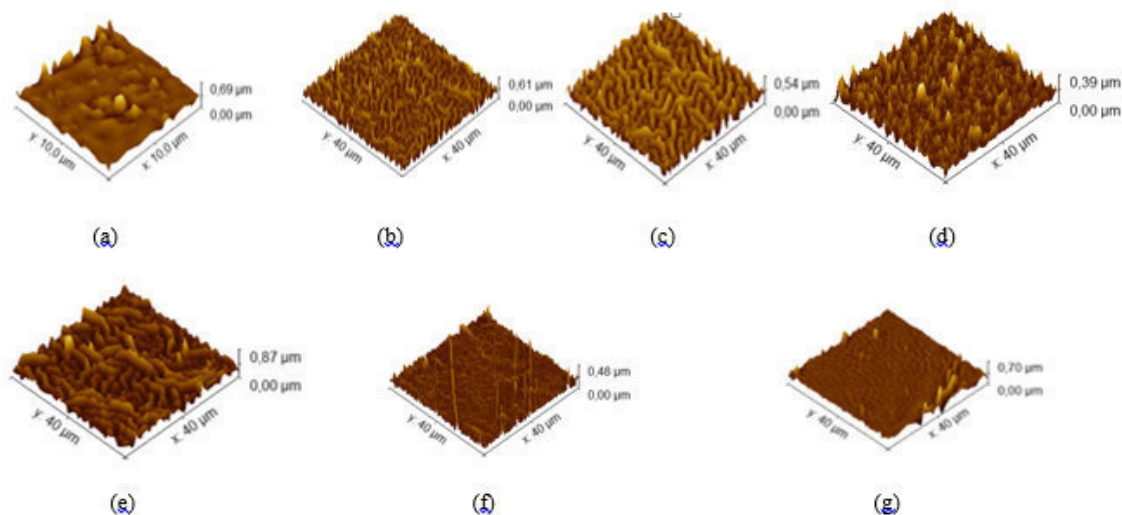 0,69 µm
0,00 µm
y: 10,0 µm
x: 10,0 µm
(a)
0,61 µm
0,00 µm
y: 40 µm
x: 40 µm
(b)
0,54 µm
0,00 µm
y: 40 µm
x: 40 µm
(c)
0,39 µm
0,00 µm
y: 40 µm
x: 40 µm
(d)
0,87 µm
0,00 µm
y: 40 µm
x: 40 µm
(e)
0,48 µm
0,00 µm
y: 40 µm
x: 40 µm
(f)
0,70 µm
0,00 µm
y: 40 µm
x: 40 µm
(g)